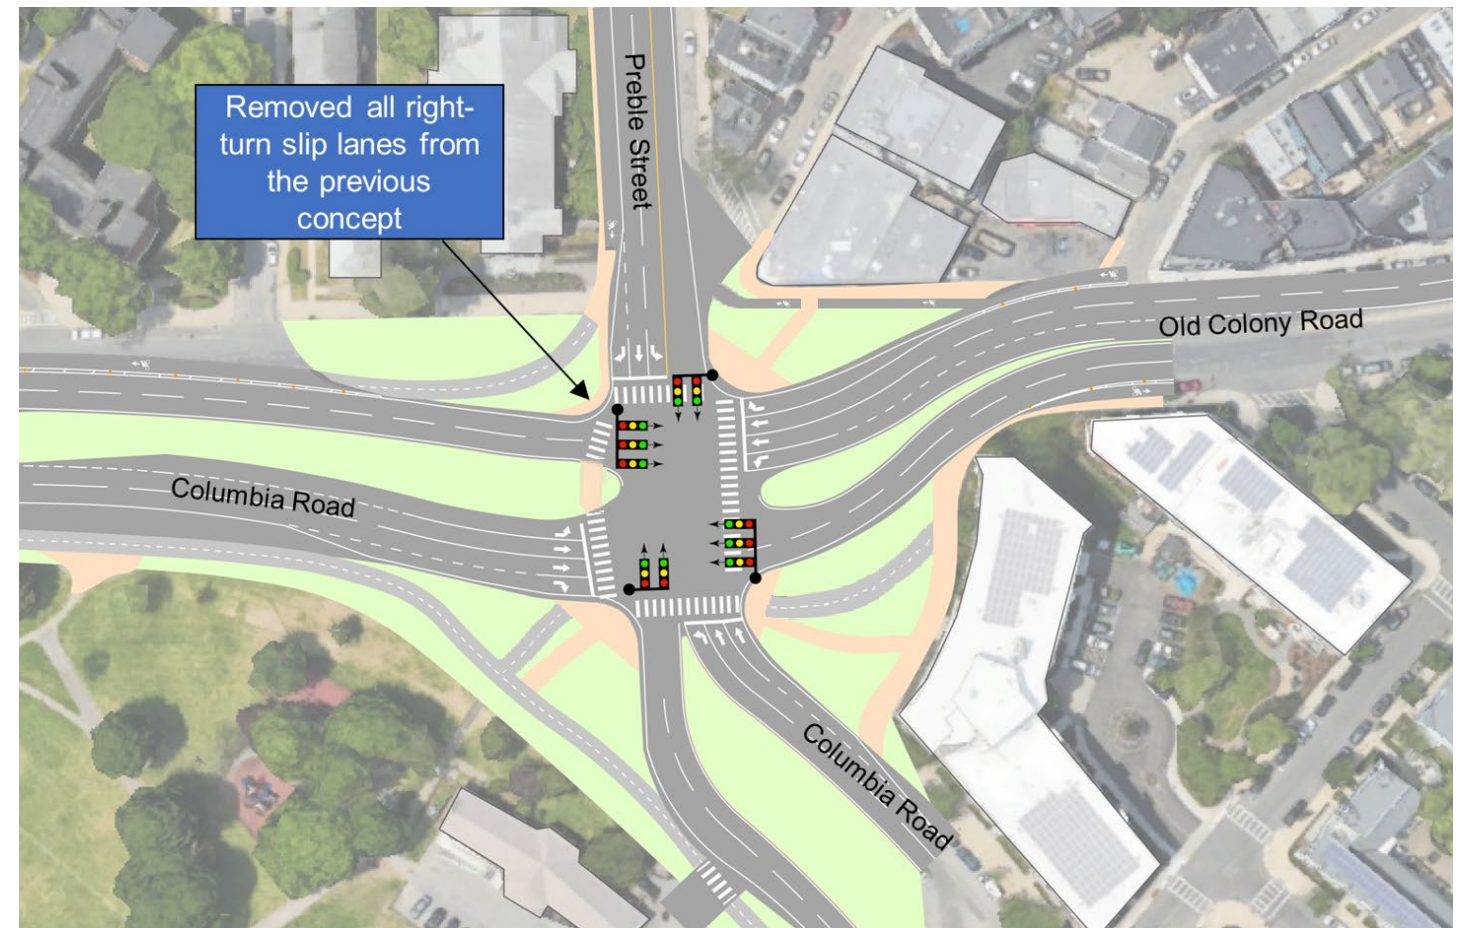 Removed all right-
turn slip lanes from
the previous
concept
Preble Street
Old Colony Road
Columbia Road
Columbia Road